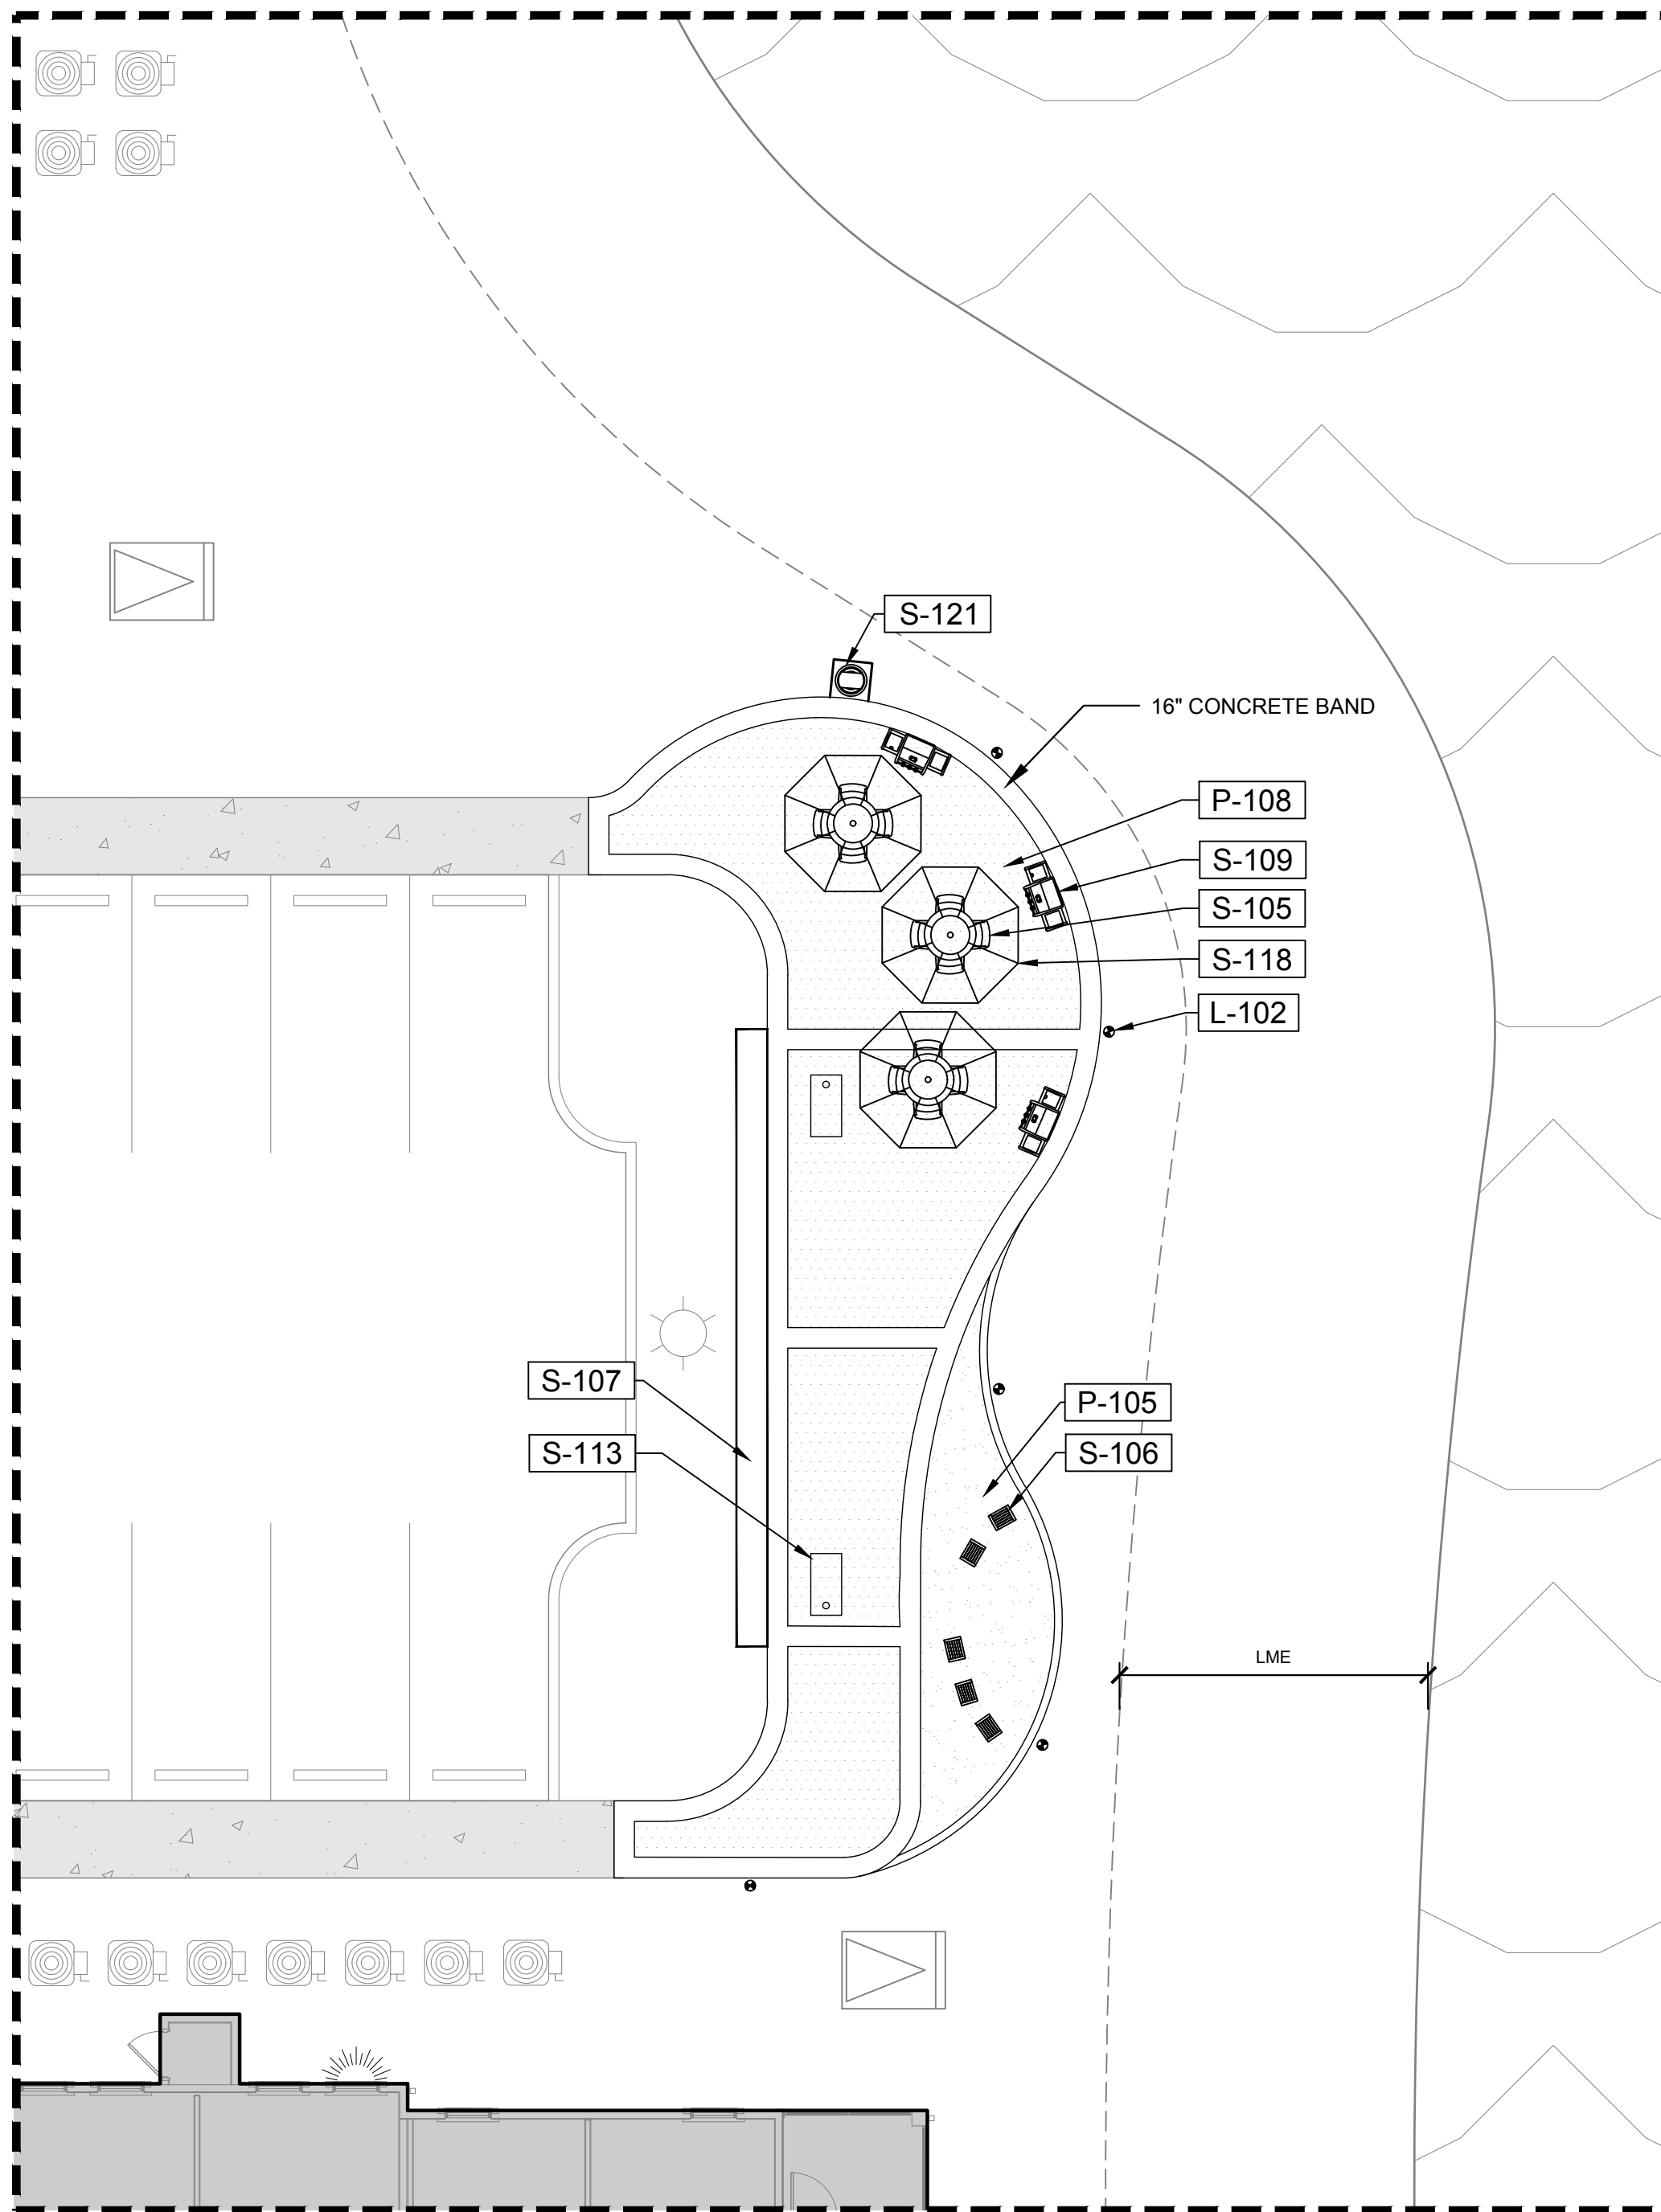 S-121
16" CONCRETE BAND
P-108
S-109
S-105
S-118
L-102
S-107
P-105
S-113
S-106
LME